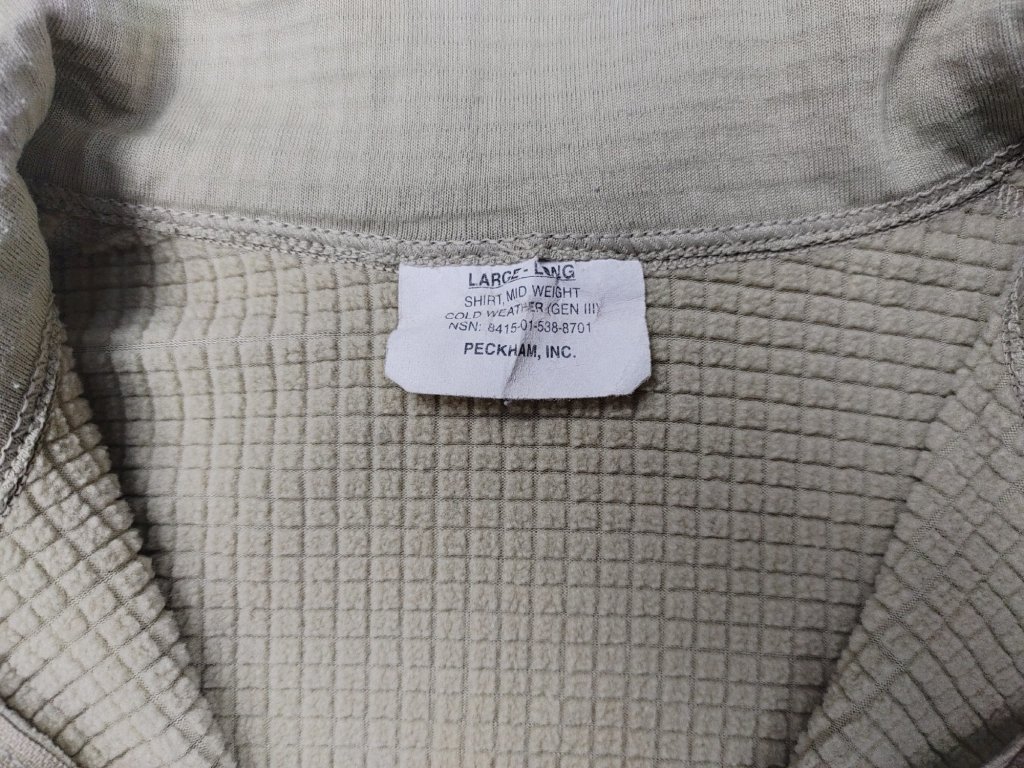 LARGE - LONG
SHIRT, MID WEIGHT
COLD WEATHER (GEN III)
NSN: 8415-01-538-8701
PECKHAM, INC.